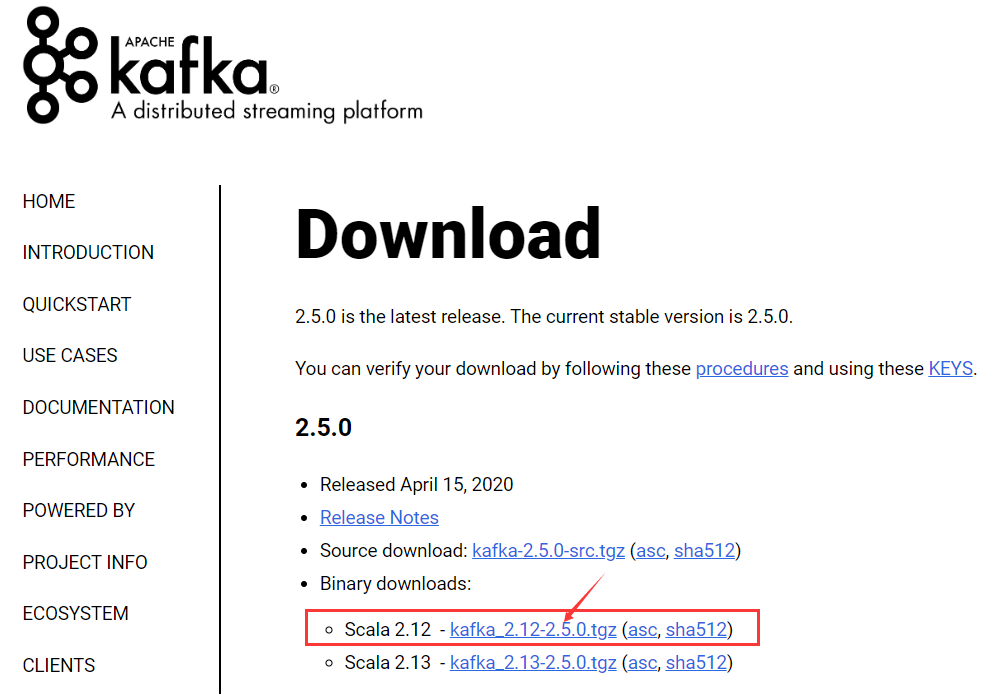 APACHE
kafka®
A distributed streaming platform
HOME
INTRODUCTION
QUICKSTART
USE CASES
DOCUMENTATION
PERFORMANCE
POWERED BY
PROJECT INFO
ECOSYSTEM
CLIENTS
Download
2.5.0 is the latest release. The current stable version is 2.5.0.
You can verify your download by following these procedures and using these KEYS.
2.5.0
• Released April 15, 2020
• Release Notes
• Source download: kafka-2.5.0-src.tgz (asc, sha512)
• Binary downloads:
◦ Scala 2.12 - kafka_2.12-2.5.0.tgz (asc, sha512)
◦ Scala 2.13 - kafka_2.13-2.5.0.tgz (asc, sha512)